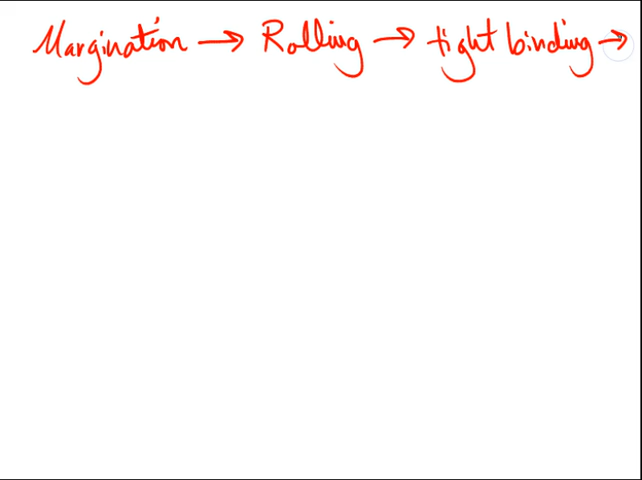 Margination → Rolling → tight binding →